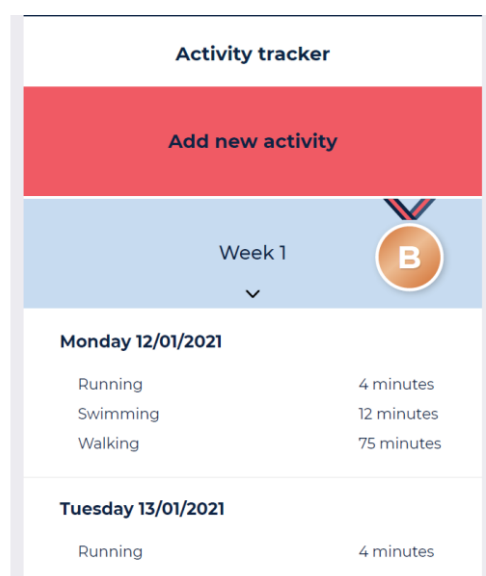 Activity tracker
Add new activity
Week 1
B
Monday 12/01/2021
Running 4 minutes
Swimming 12 minutes
Walking 75 minutes
Tuesday 13/01/2021
Running 4 minutes